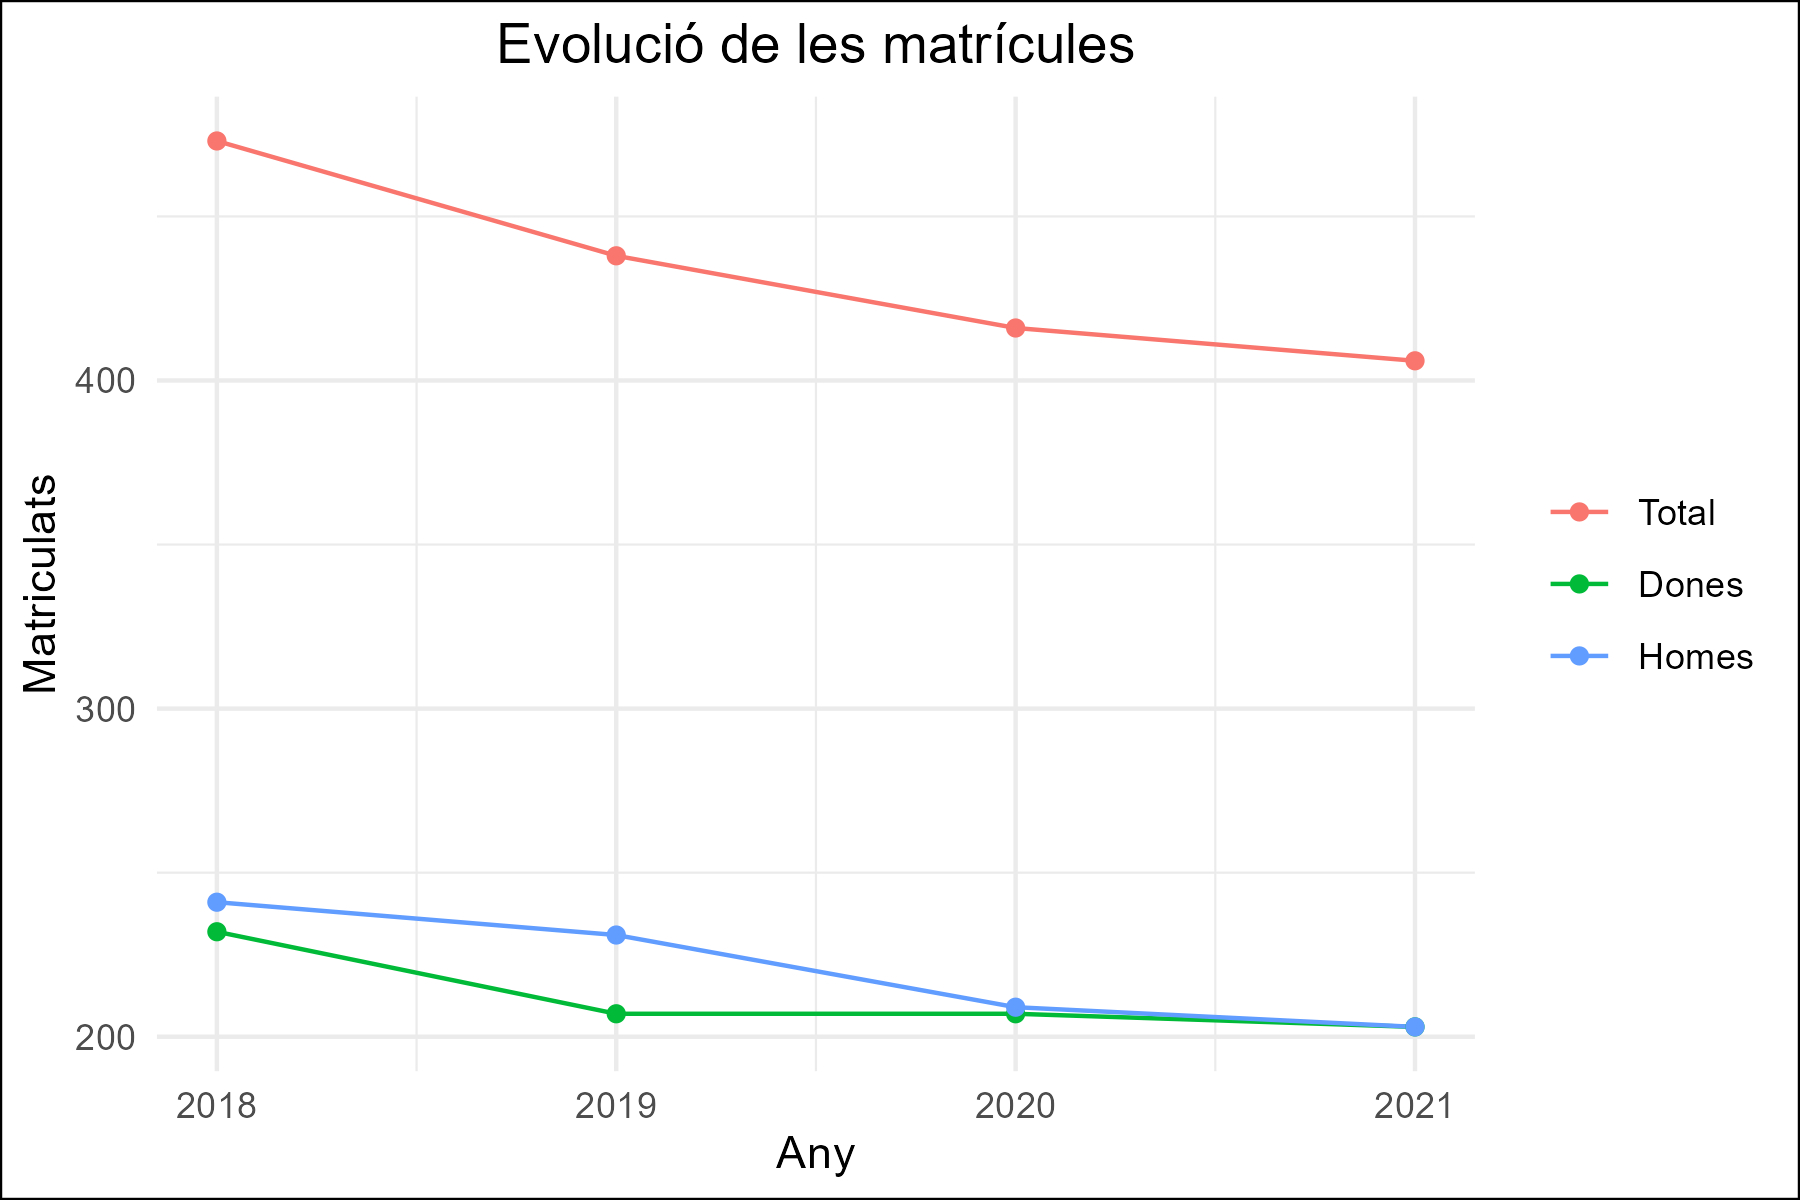 Evolució de les matrícules
Matriculats
400
300
200
2018
2019
2020
2021
Any
Total
Dones
Homes